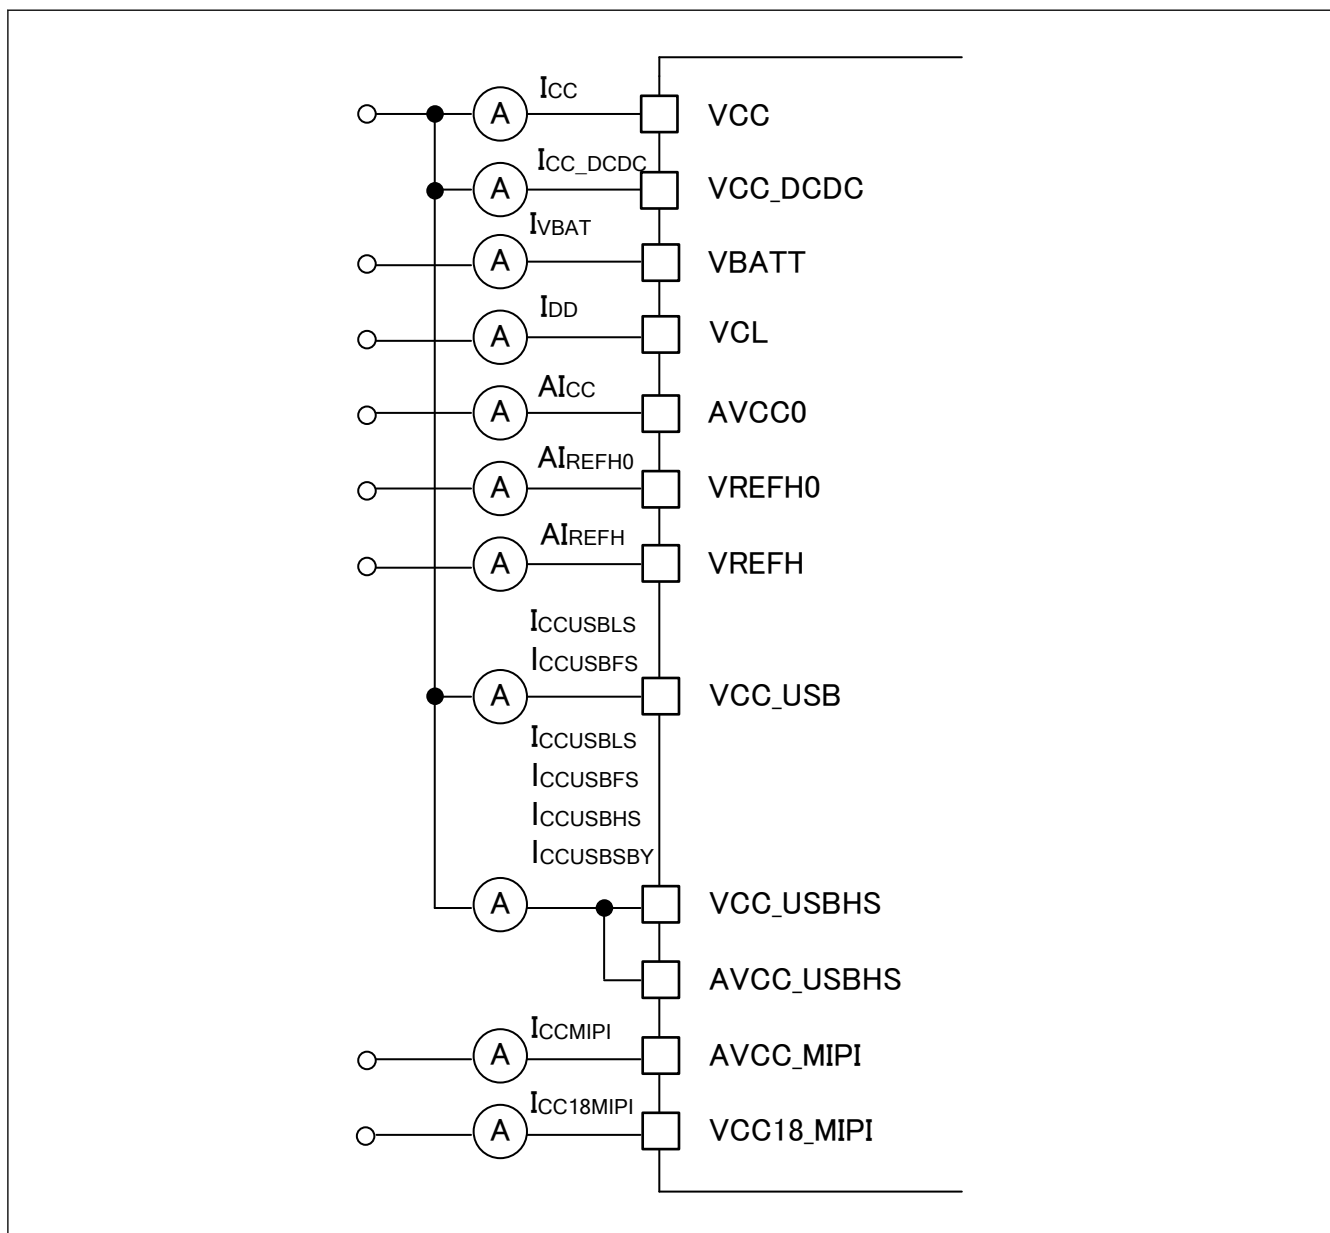 A ICC VCC
A ICC_DCDC VCC_DCDC
A IVBAT VBATT
A IDD VCL
A AICC AVCC0
A AIREFH0 VREFH0
A AIREFH VREFH
ICCUSBLS
ICCUSBFS
A VCC_USB
ICCUSBLS
ICCUSBFS
ICCUSBHS
ICCUSBSBY
A VCC_USBHS
AVCC_USBHS
A ICCMIPI AVCC_MIPI
A ICC18MIPI VCC18_MIPI